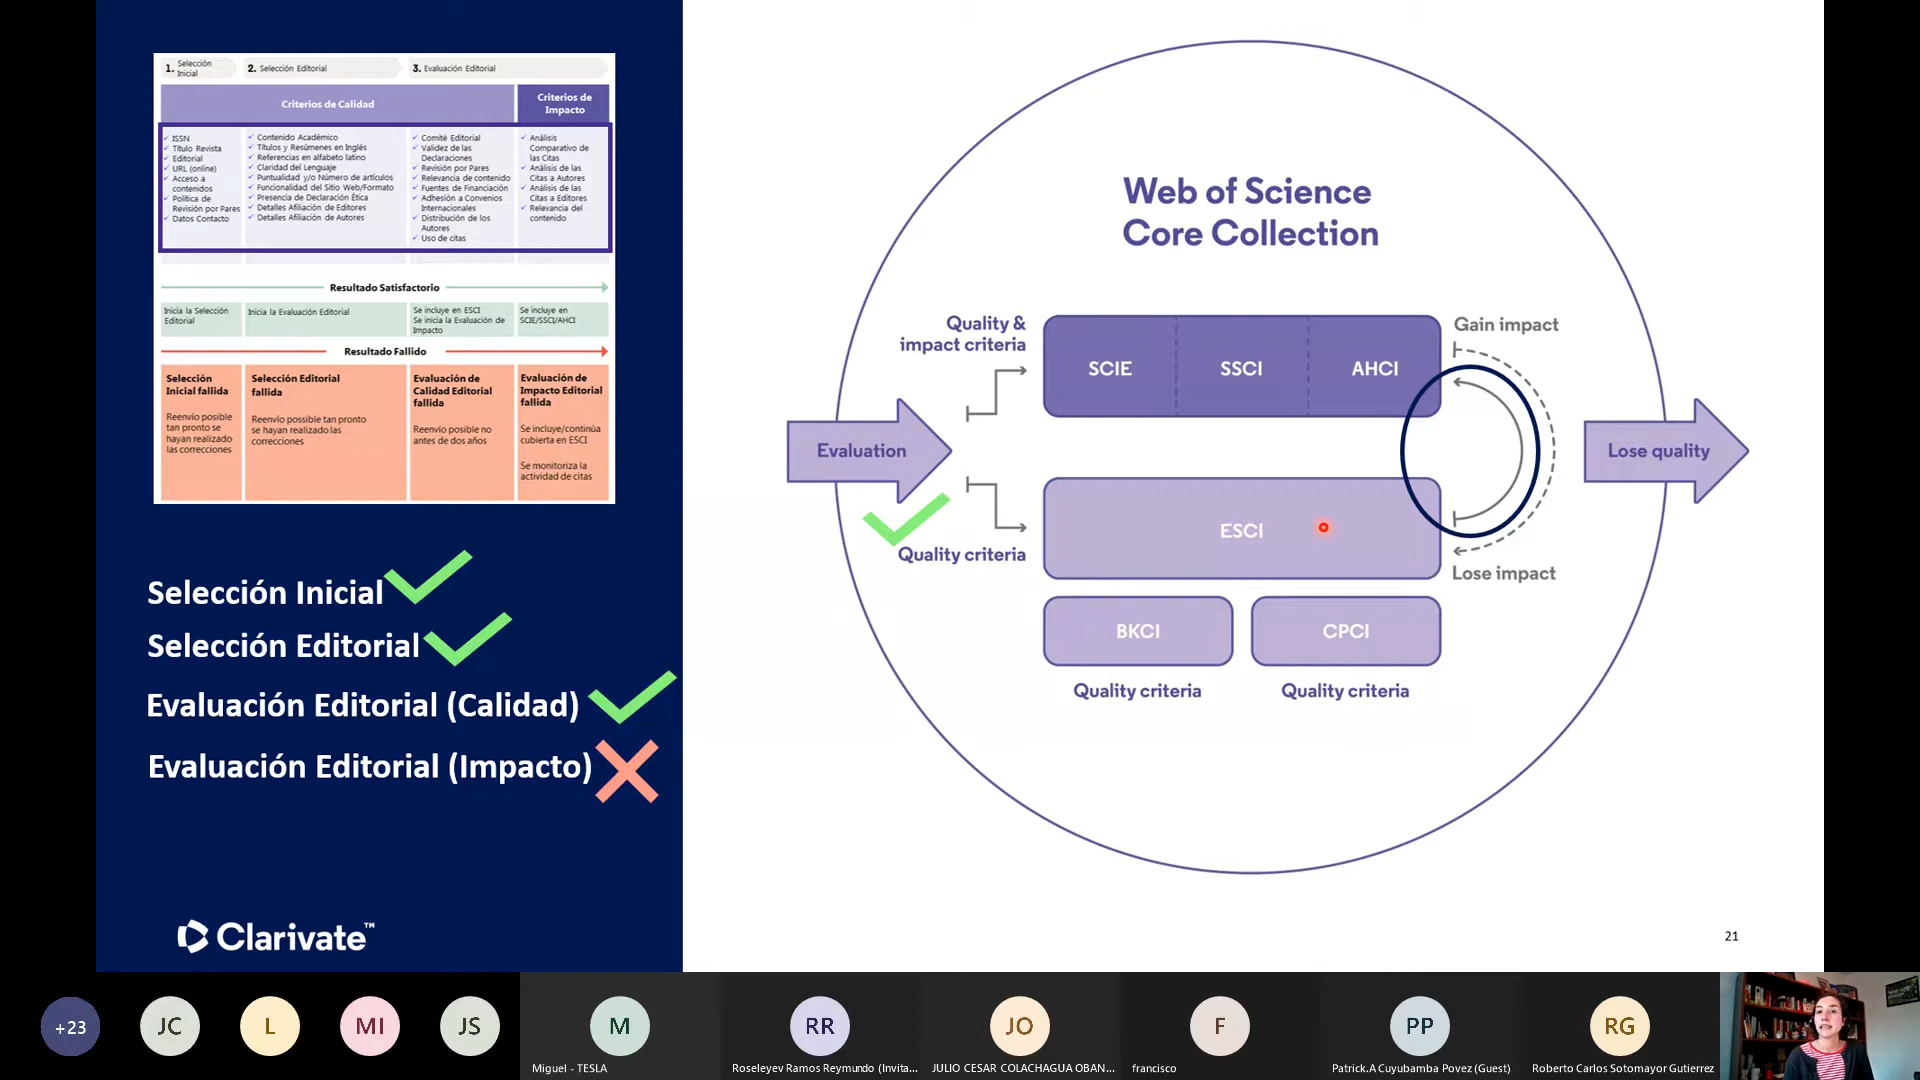 1. Selección
Inicial
2. Selección Editorial
3. Evaluación Editorial
Criterios de Calidad
Criterios de
Impacto
✓ ISSN
✓ Título Revista
✓ Editorial
✓ URL (online)
✓ Acceso a
contenidos
✓ Política de
Revisión por Pares
✓ Datos Contacto
✓ Contenido Académico
✓ Títulos y Resúmenes en Inglés
✓ Referencias en alfabeto latino
✓ Claridad del Lenguaje
✓ Puntualidad y/o Número de artículos
✓ Funcionalidad del Sitio Web/Formato
✓ Presencia de Declaración Ética
✓ Detalles Afiliación de Editores
✓ Detalles Afiliación de Autores
✓ Comité Editorial
✓ Validez de las
Declaraciones
✓ Revisión por Pares
✓ Relevancia de contenido
✓ Fuentes de Financiación
✓ Adhesión a Convenios
Internacionales
✓ Distribución de los
Autores
✓ Uso de citas
✓ Análisis
Comparativo de
las Citas
✓ Análisis de las
Citas a Autores
✓ Análisis de las
Citas a Editores
✓ Relevancia del
contenido
Resultado Satisfactorio
Inicia la Selección
Editorial
Inicia la Evaluación Editorial
Se incluye en ESCI
Se inicia la Evaluación de
Impacto
Se incluye en
SCIE/SSCI/AHCI
Resultado Fallido
Selección
Inicial fallida
Reenvío posible
tan pronto se
hayan realizado
las correcciones
Selección Editorial
fallida
Reenvío possible tan pronto
se hayan realizado las
correcciones
Evaluación de
Calidad Editorial
fallida
Reenvío posible no
antes de dos años
Evaluación de
Impacto Editorial
fallida
Se incluye/continúa
cubierta en ESCI
Se monitoriza la
actividad de citas
Selección Inicial
Selección Editorial
Evaluación Editorial (Calidad)
Evaluación Editorial (Impacto)
Clarivate™
Web of Science
Core Collection
Quality &
impact criteria
SCIE
SSCI
AHCI
Gain impact
Evaluation
Lose quality
Quality criteria
ESCI
Lose impact
BKCI
CPCI
Quality criteria
Quality criteria
21
+23
JC
L
MI
JS
M
RR
JO
F
PP
RG
Miguel - TESLA
Roseleyev Ramos Reymundo (Invita...
JULIO CESAR COLACHAGUA OBAN...
francisco
Patrick.A Cuyubamba Povez (Guest)
Roberto Carlos Sotomayor Gutierrez